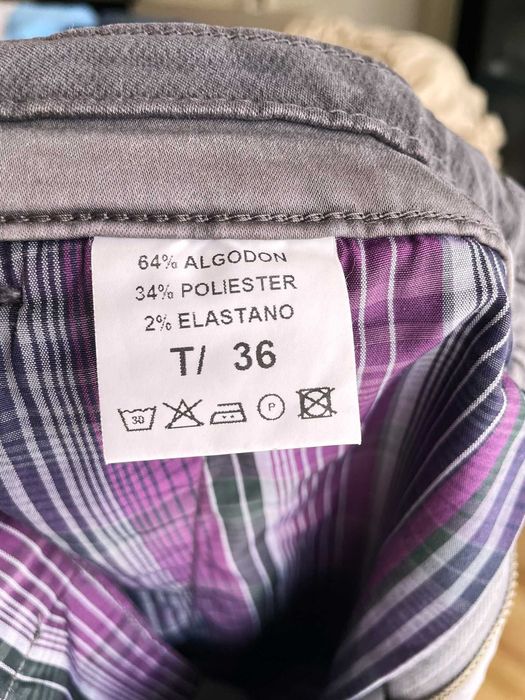 64% ALGODON
34% POLIESTER
2% ELASTANO
T/ 36
30 P